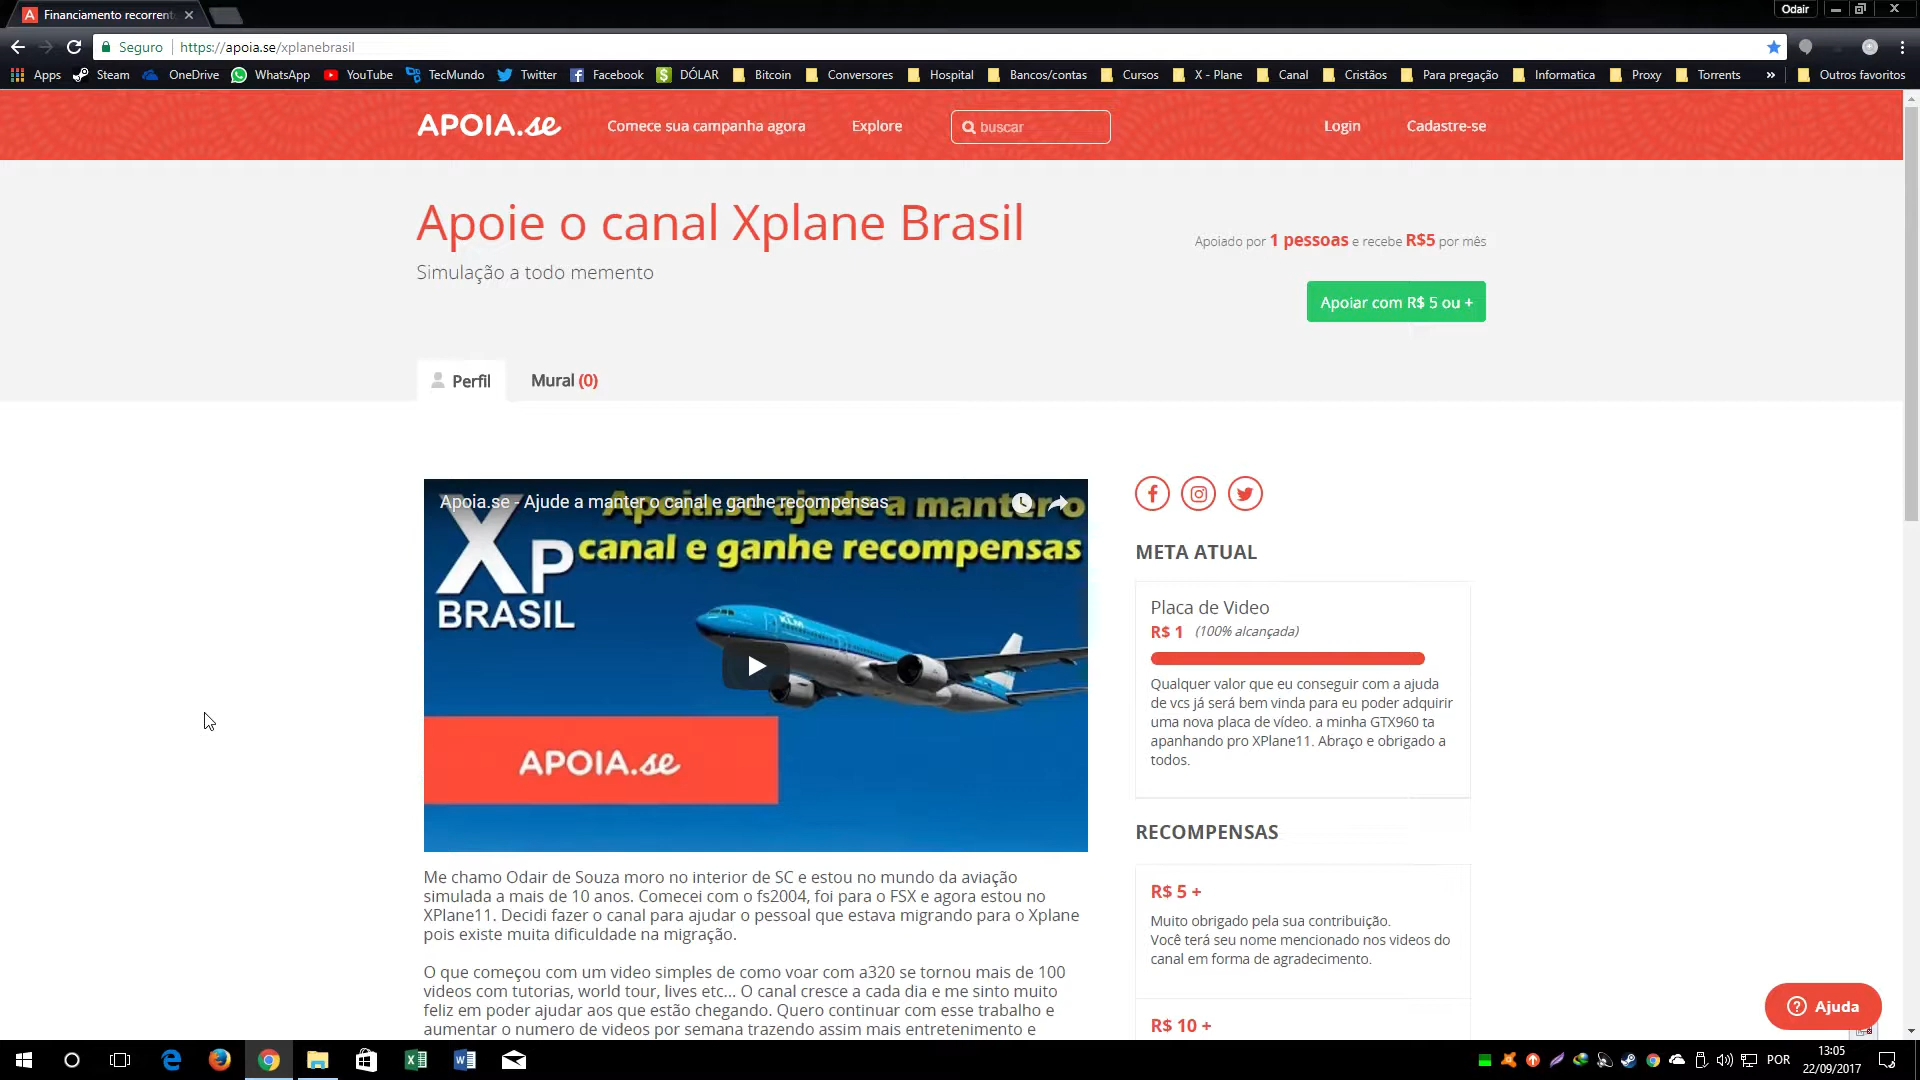 Financiamento recorrent
Odair
Seguro
https://apoia.se/xplanebrasil
Apps Steam OneDrive WhatsApp YouTube TecMundo Twitter Facebook DÓLAR Bitcoin Conversores Hospital Bancos/contas Cursos X - Plane Canal Cristãos Para pregação Informatica Proxy Torrents » Outros favoritos
APOIA.se Comece sua campanha agora Explore buscar Login Cadastre-se
Apoie o canal Xplane Brasil
Simulação a todo memento
Apoiado por 1 pessoas e recebe R$5 por mês
Apoiar com R$ 5 ou +
Perfil Mural (0)
Apoia.se - Ajude a manter o canal e ganhe recompensas
Apoia.se ajude a manter o
canal e ganhe recompensas
XP
BRASIL
KLM
APOIA.se
Me chamo Odair de Souza moro no interior de SC e estou no mundo da aviação
simulada a mais de 10 anos. Comecei com o fs2004, foi para o FSX e agora estou no
XPlane11. Decidi fazer o canal para ajudar o pessoal que estava migrando para o Xplane
pois existe muita dificuldade na migração.
O que começou com um video simples de como voar com a320 se tornou mais de 100
videos com tutorias, world tour, lives etc... O canal cresce a cada dia e me sinto muito
feliz em poder ajudar aos que estão chegando. Quero continuar com esse trabalho e
aumentar o numero de videos por semana trazendo assim mais entretenimento e
META ATUAL
Placa de Video
R$ 1 (100% alcançada)
Qualquer valor que eu conseguir com a ajuda
de vcs já será bem vinda para eu poder adquirir
uma nova placa de vídeo. a minha GTX960 ta
apanhando pro XPlane11. Abraço e obrigado a
todos.
RECOMPENSAS
R$ 5 +
Muito obrigado pela sua contribuição.
Você terá seu nome mencionado nos videos do
canal em forma de agradecimento.
R$ 10 +
Ajuda
POR
13:05
22/09/2017